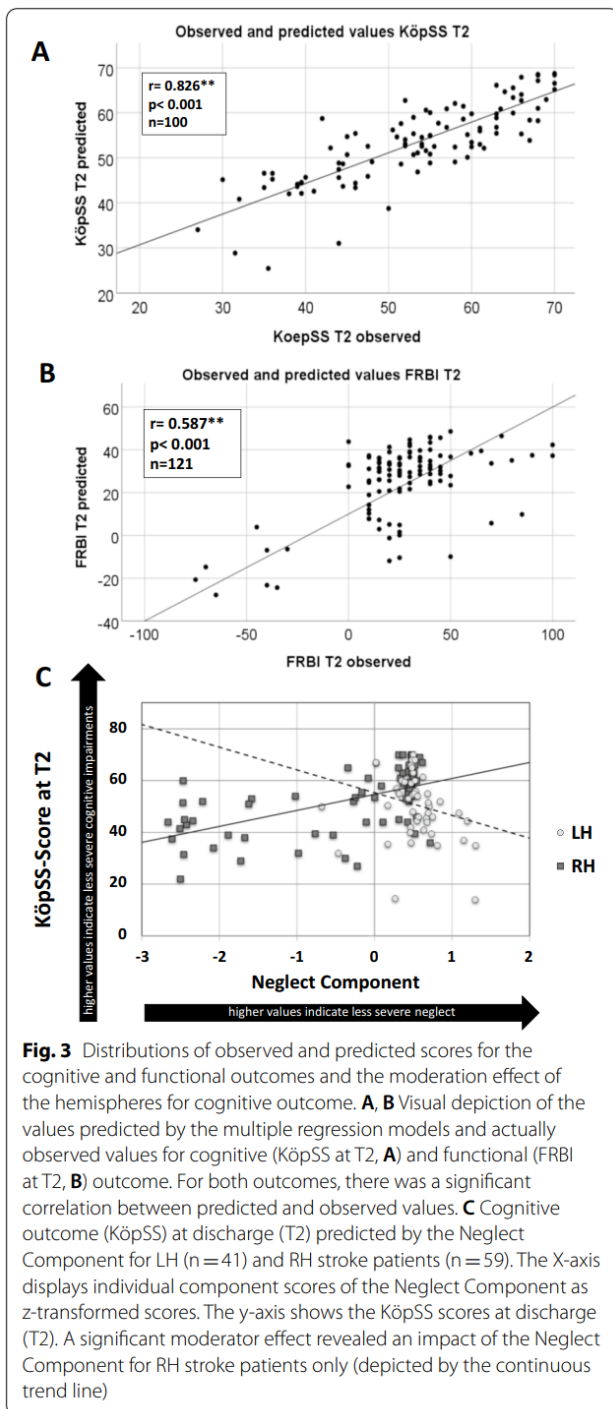 Observed and predicted values KöpSS T2
A
r= 0.826**
p< 0.001
n=100
KöpSS T2 predicted
70
60
50
40
30
20
20 30 40 50 60 70
KoepSS T2 observed
B
Observed and predicted values FRBI T2
r= 0.587**
p< 0.001
n=121
FRBI T2 predicted
60
40
20
0
-20
-40
-100 -50 0 50 100
FRBI T2 observed
C
higher values indicate less severe cognitive impairments
KöpSS-Score at T2
80
60
40
20
0
-3 -2 -1 0 1 2
LH
RH
Neglect Component
higher values indicate less severe neglect
Fig. 3 Distributions of observed and predicted scores for the
cognitive and functional outcomes and the moderation effect of
the hemispheres for cognitive outcome. A, B Visual depiction of the
values predicted by the multiple regression models and actually
observed values for cognitive (KöpSS at T2, A) and functional (FRBI
at T2, B) outcome. For both outcomes, there was a significant
correlation between predicted and observed values. C Cognitive
outcome (KöpSS) at discharge (T2) predicted by the Neglect
Component for LH (n=41) and RH stroke patients (n=59). The X-axis
displays individual component scores of the Neglect Component as
z-transformed scores. The y-axis shows the KöpSS scores at discharge
(T2). A significant moderator effect revealed an impact of the Neglect
Component for RH stroke patients only (depicted by the continuous
trend line)